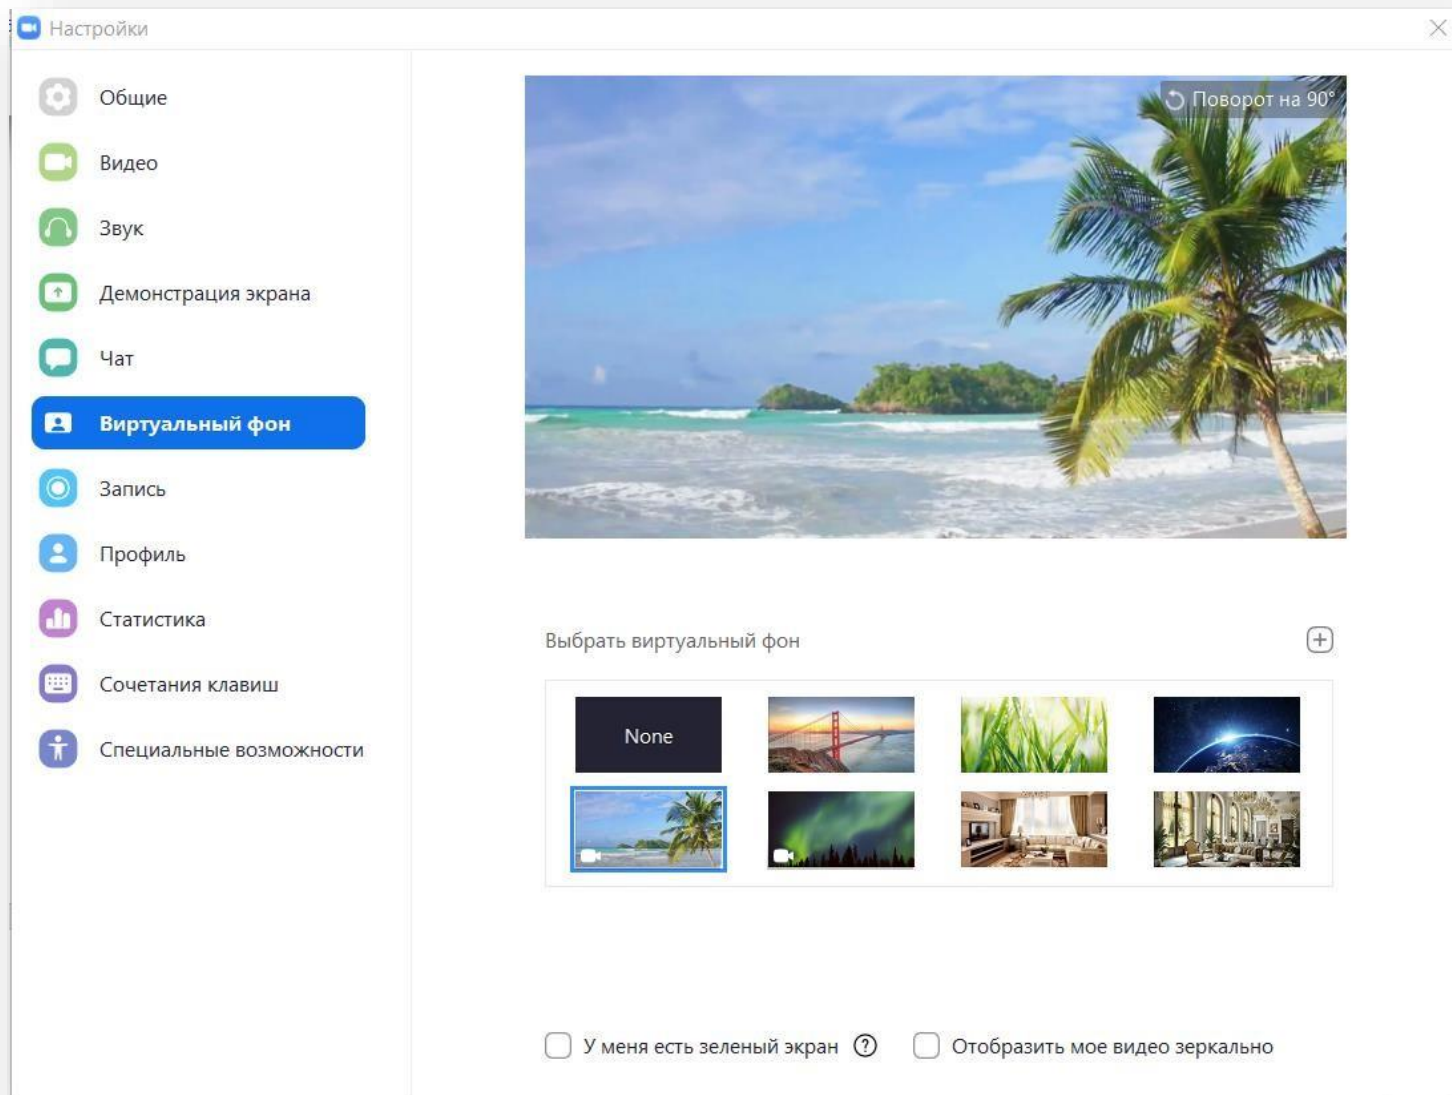 Настройки
Общие
Видео
Звук
Демонстрация экрана
Чат
Виртуальный фон
Запись
Профиль
Статистика
Сочетания клавиш
Специальные возможности
Поворот на 90°
Выбрать виртуальный фон
None
У меня есть зеленый экран
Отобразить мое видео зеркально